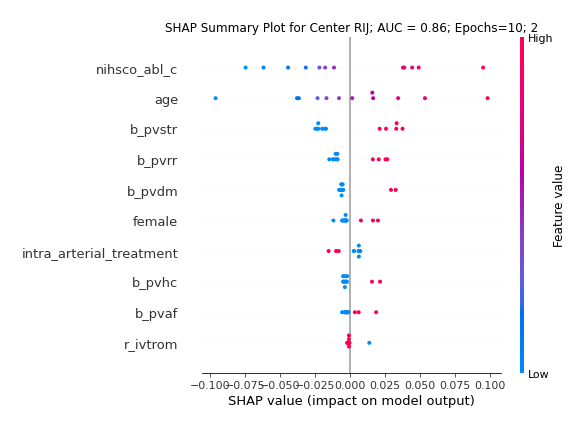 SHAP Summary Plot for Center RIJ; AUC = 0.86; Epochs=10; 2
High
nihsco_abl_c
age
b_pvstr
b_pvrr
b_pvdm
female
intra_arterial_treatment
b_pvhc
b_pvaf
r_ivtrom
Feature value
Low
−0.100 −0.075 −0.050 −0.025 0.000 0.025 0.050 0.075 0.100
SHAP value (impact on model output)